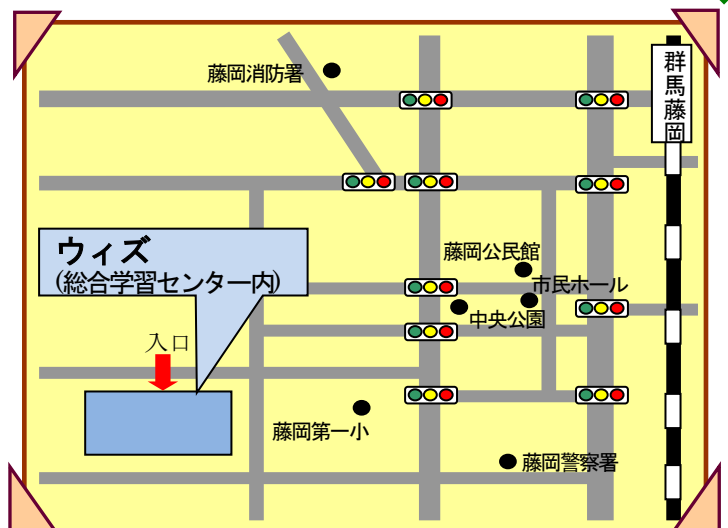 藤岡消防署
群馬藤岡
ウィズ
(総合学習センター内)
藤岡公民館
市民ホール
中央公園
入口
藤岡第一小
藤岡警察署